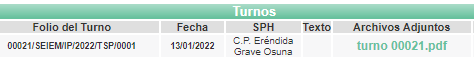 Turnos
Folio del Turno Fecha SPH Texto Archivos Adjuntos
00021/SEIEM/IP/2022/TSP/0001 13/01/2022 C.P. Eréndida turno 00021.pdf
Grave Osuna